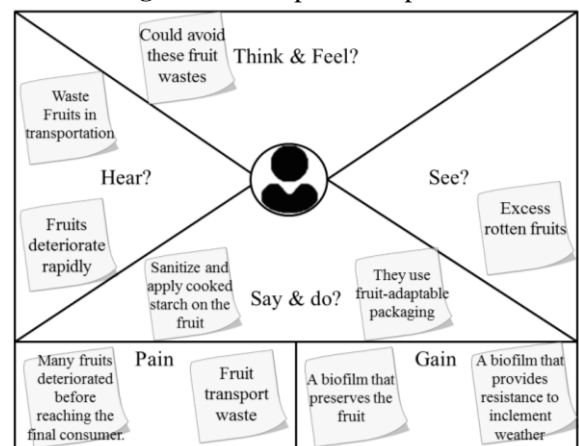 Could avoid
these fruit
wastes
Think & Feel?
Waste
Fruits in
transportation
Hear?
See?
Fruits
deteriorate
rapidly
Excess
rotten fruits
Sanitize and
apply cooked
starch on the
fruit
Say & do?
They use
fruit-adaptable
packaging
Pain
Many fruits
deteriorated
before
reaching the
final consumer.
Fruit
transport
waste
Gain
A biofilm that
preserves the
fruit
A biofilm that
provides
resistance to
inclement
weather